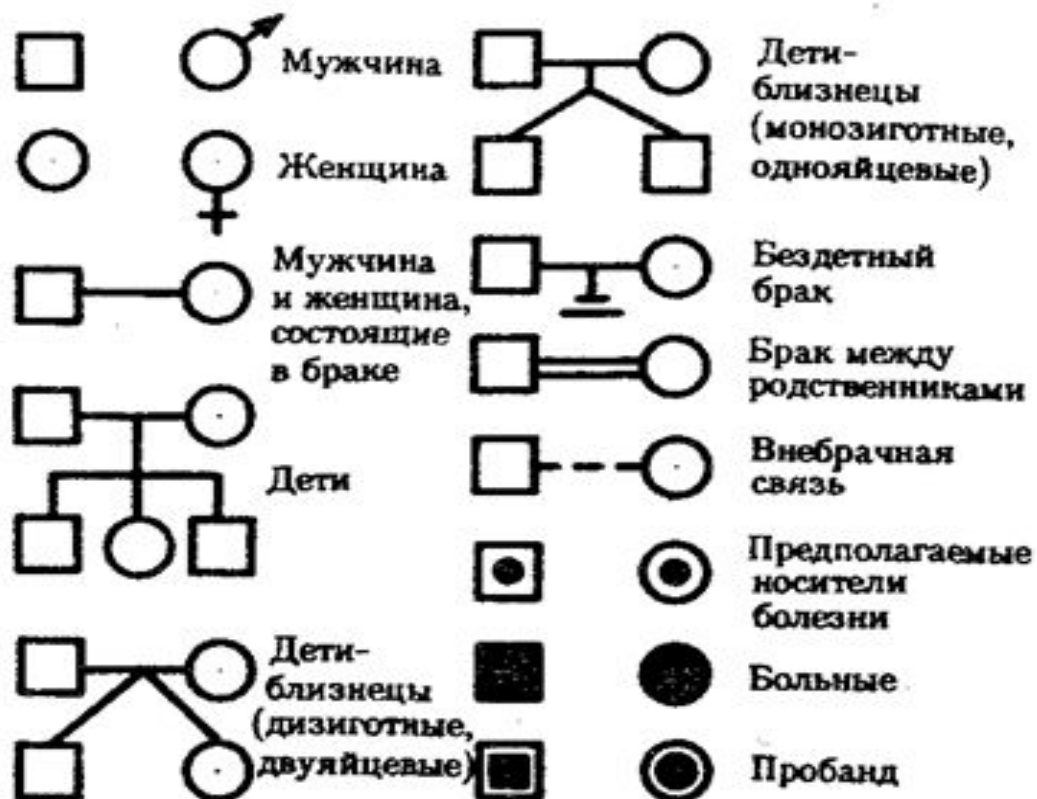 Мужчина
Женщина
Мужчина
и женщина,
состоящие
в браке
Дети
Дети-
близнецы
(дизиготные,
двуяйцевые)
Дети-
близнецы
(монозиготные,
однояйцевые)
Бездетный
брак
Брак между
родственниками
Внебрачная
связь
Предполагаемые
носители
болезни
Больные
Пробанд